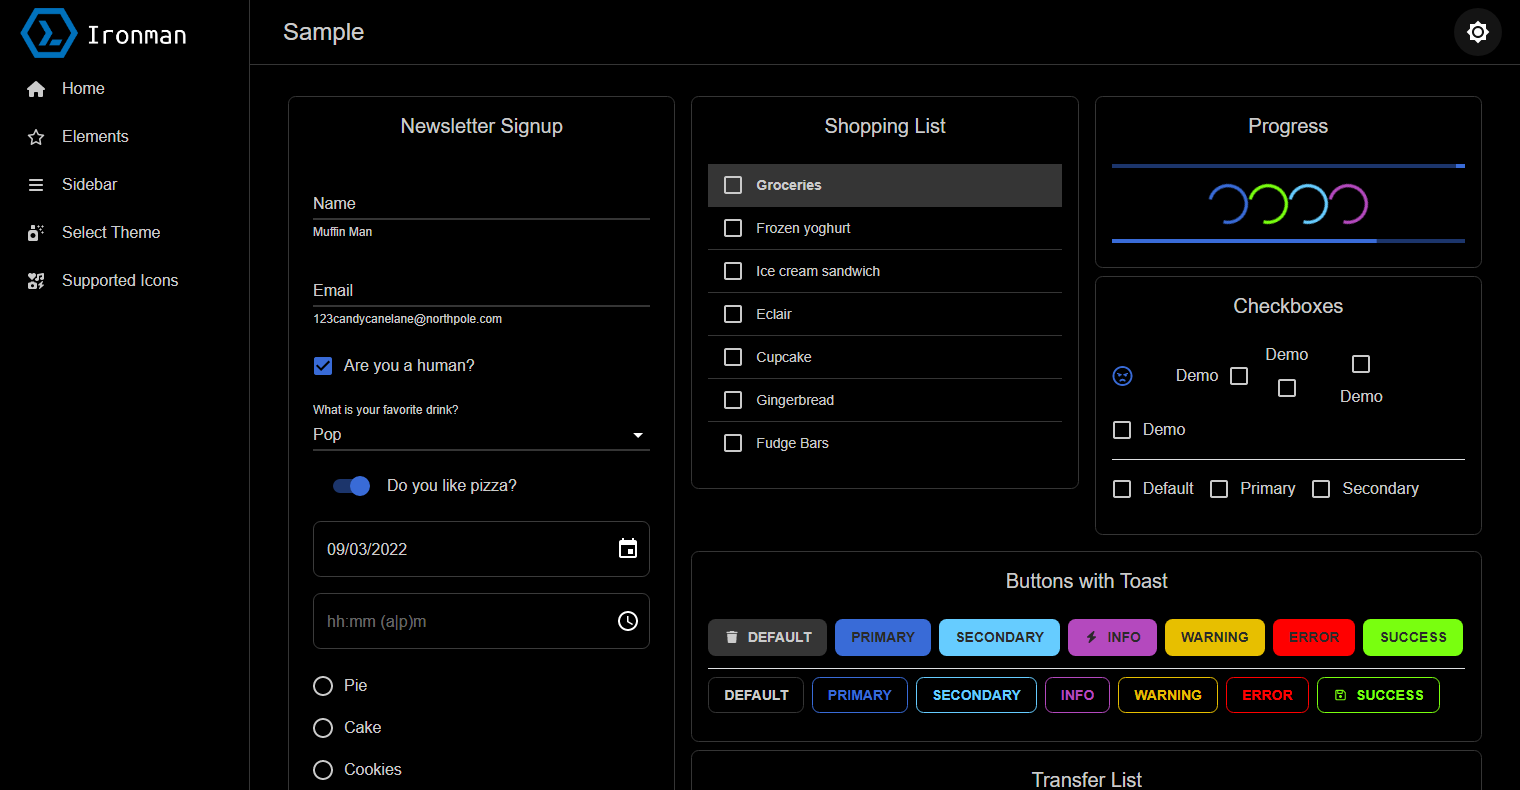 Ironman
Home
Elements
Sidebar
Select Theme
Supported Icons
Sample
Newsletter Signup
Name
Muffin Man
Email
123candycanelane@northpole.com
Are you a human?
What is your favorite drink?
Pop
Do you like pizza?
09/03/2022
hh:mm (a|p)m
Pie
Cake
Cookies
Shopping List
Groceries
Frozen yoghurt
Ice cream sandwich
Eclair
Cupcake
Gingerbread
Fudge Bars
Progress
Checkboxes
Demo
Demo
Demo
Demo
Default Primary Secondary
Buttons with Toast
DEFAULT PRIMARY SECONDARY INFO WARNING ERROR SUCCESS
DEFAULT PRIMARY SECONDARY INFO WARNING ERROR SUCCESS
Transfer List